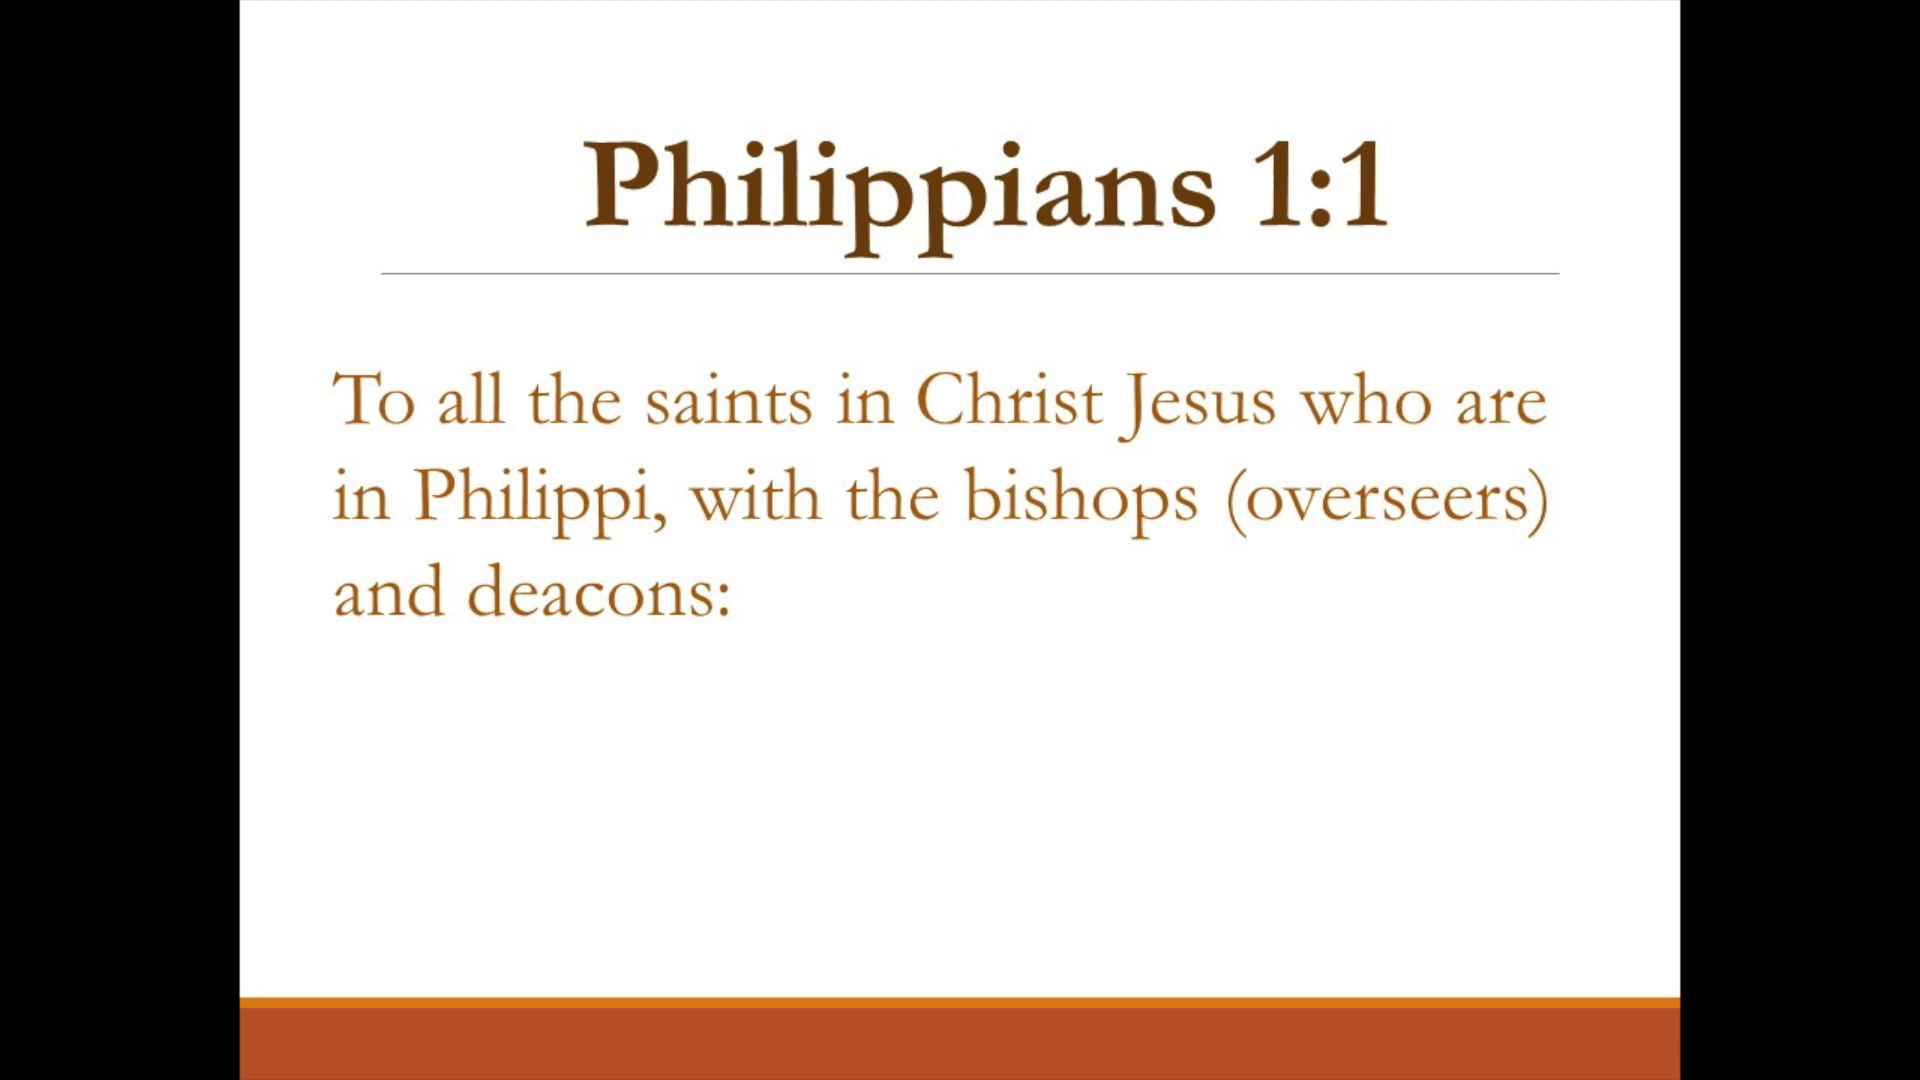 Philippians 1:1
To all the saints in Christ Jesus who are
in Philippi, with the bishops (overseers)
and deacons: